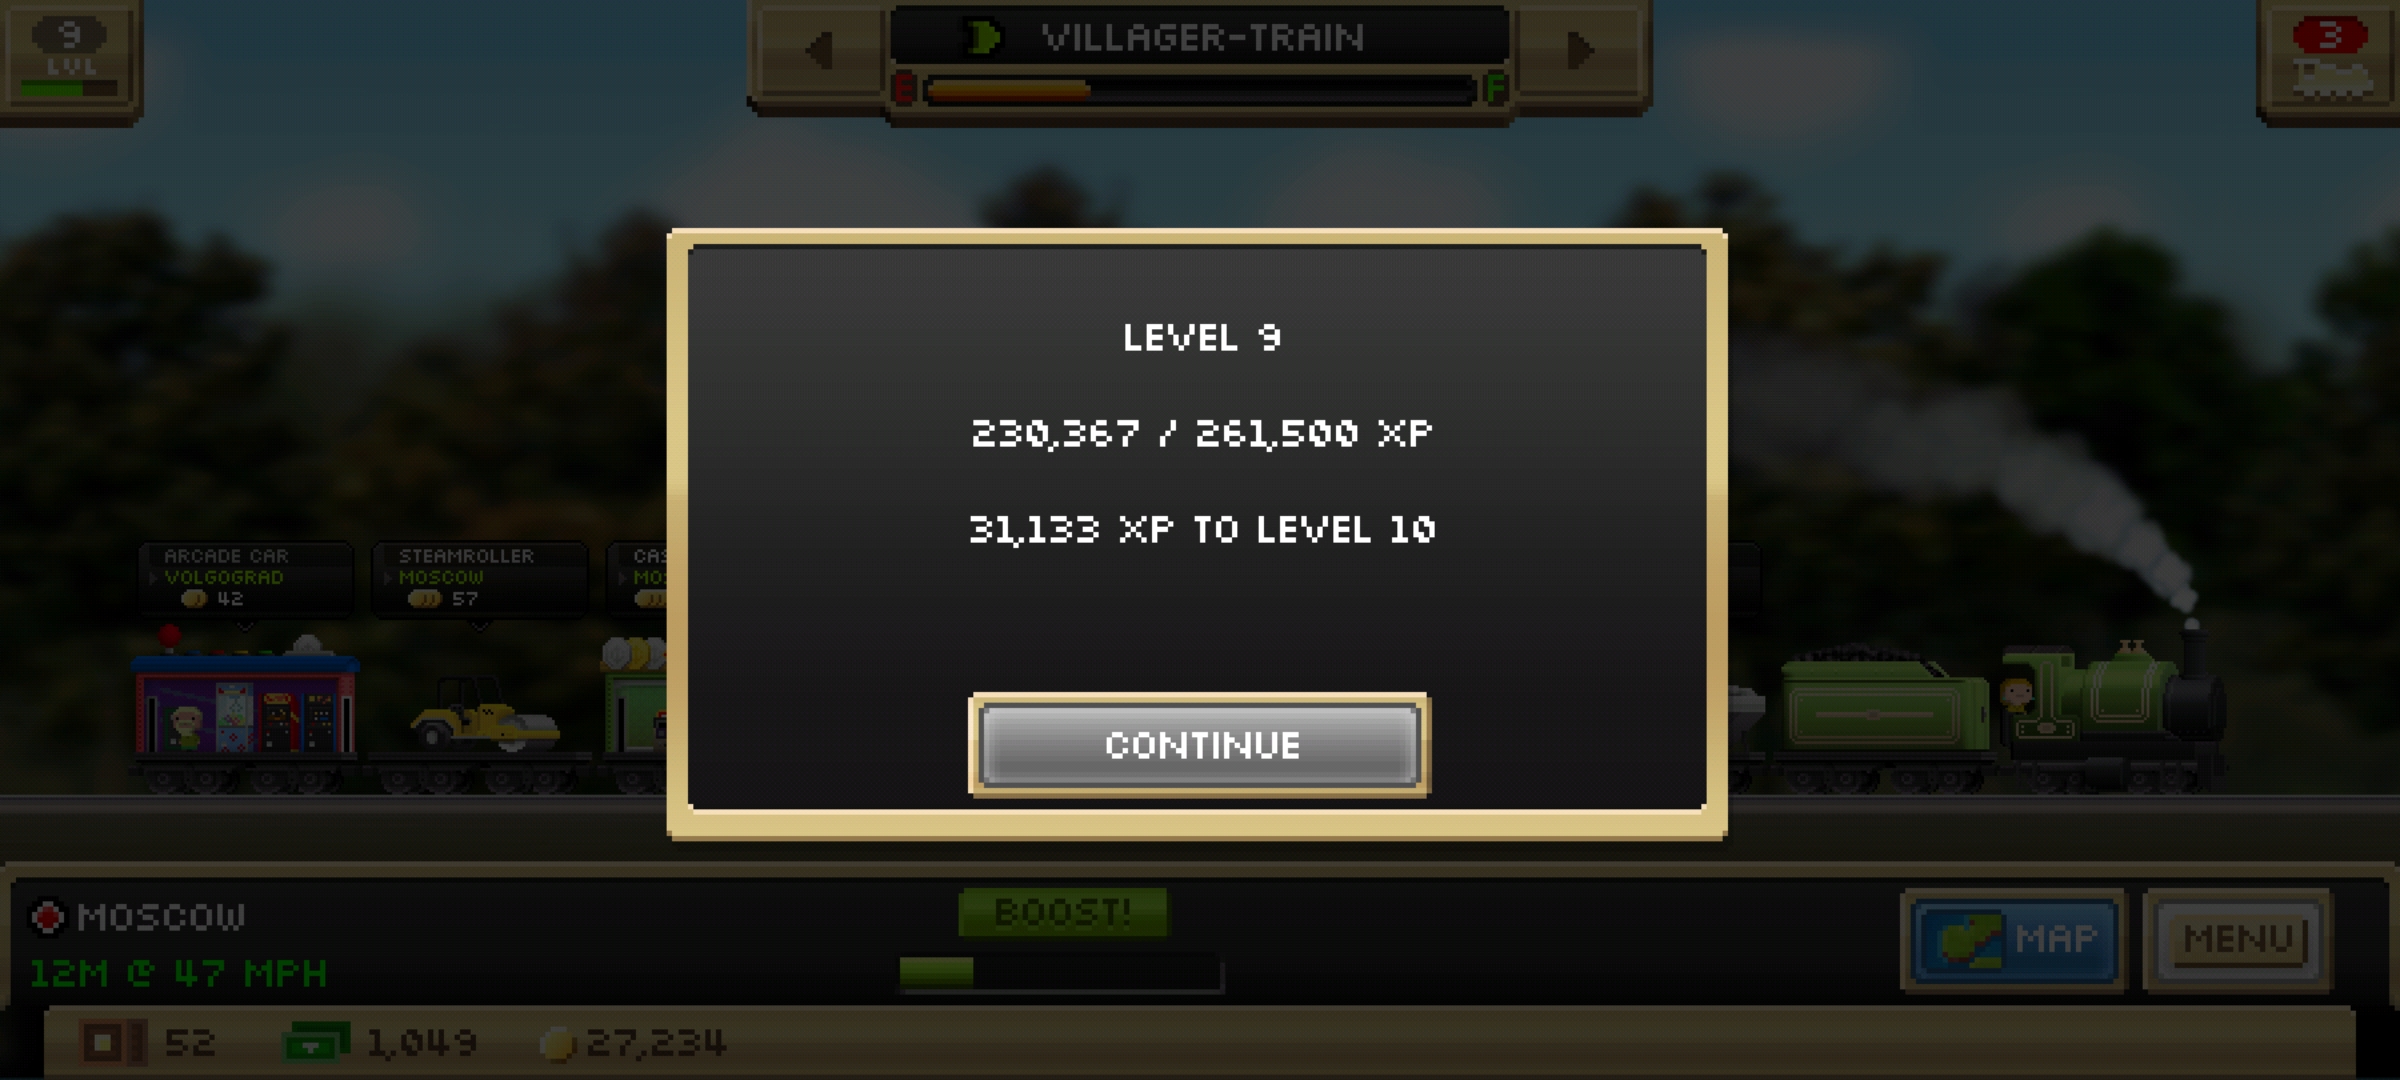 9
LVL
VILLAGER-TRAIN
E F
3
LEVEL 9
230,367 / 261,500 XP
31,133 XP TO LEVEL 10
CONTINUE
ARCADE CAR
VOLGOGRAD
42
STEAMROLLER
MOSCOW
57
CAS
MOS
MOSCOW
12M @ 47 MPH
BOOST!
MAP
MENU
52
1,049
27,234